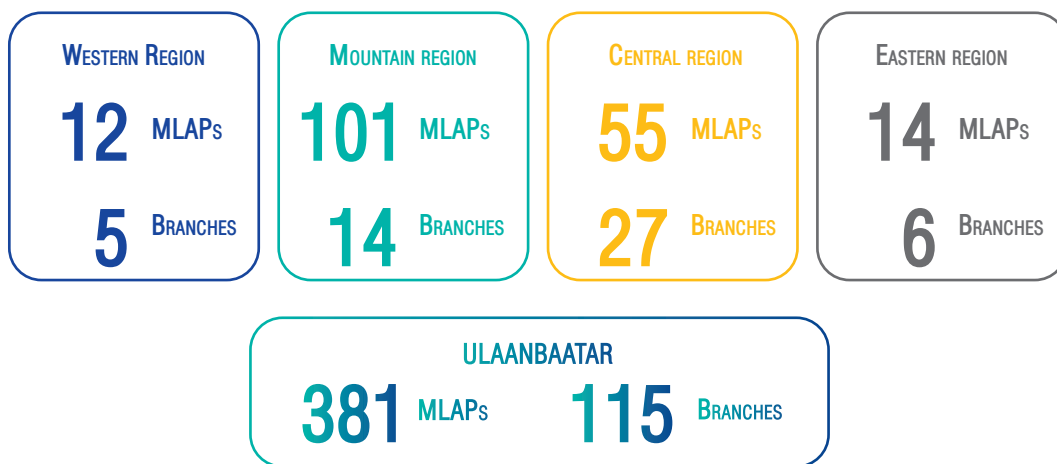 Western Region
12 MLAPs
5 Branches
Mountain region
101 MLAPs
14 Branches
Central region
55 MLAPs
27 Branches
Eastern region
14 MLAPs
6 Branches
ULAANBAATAR
381 MLAPs 115 Branches